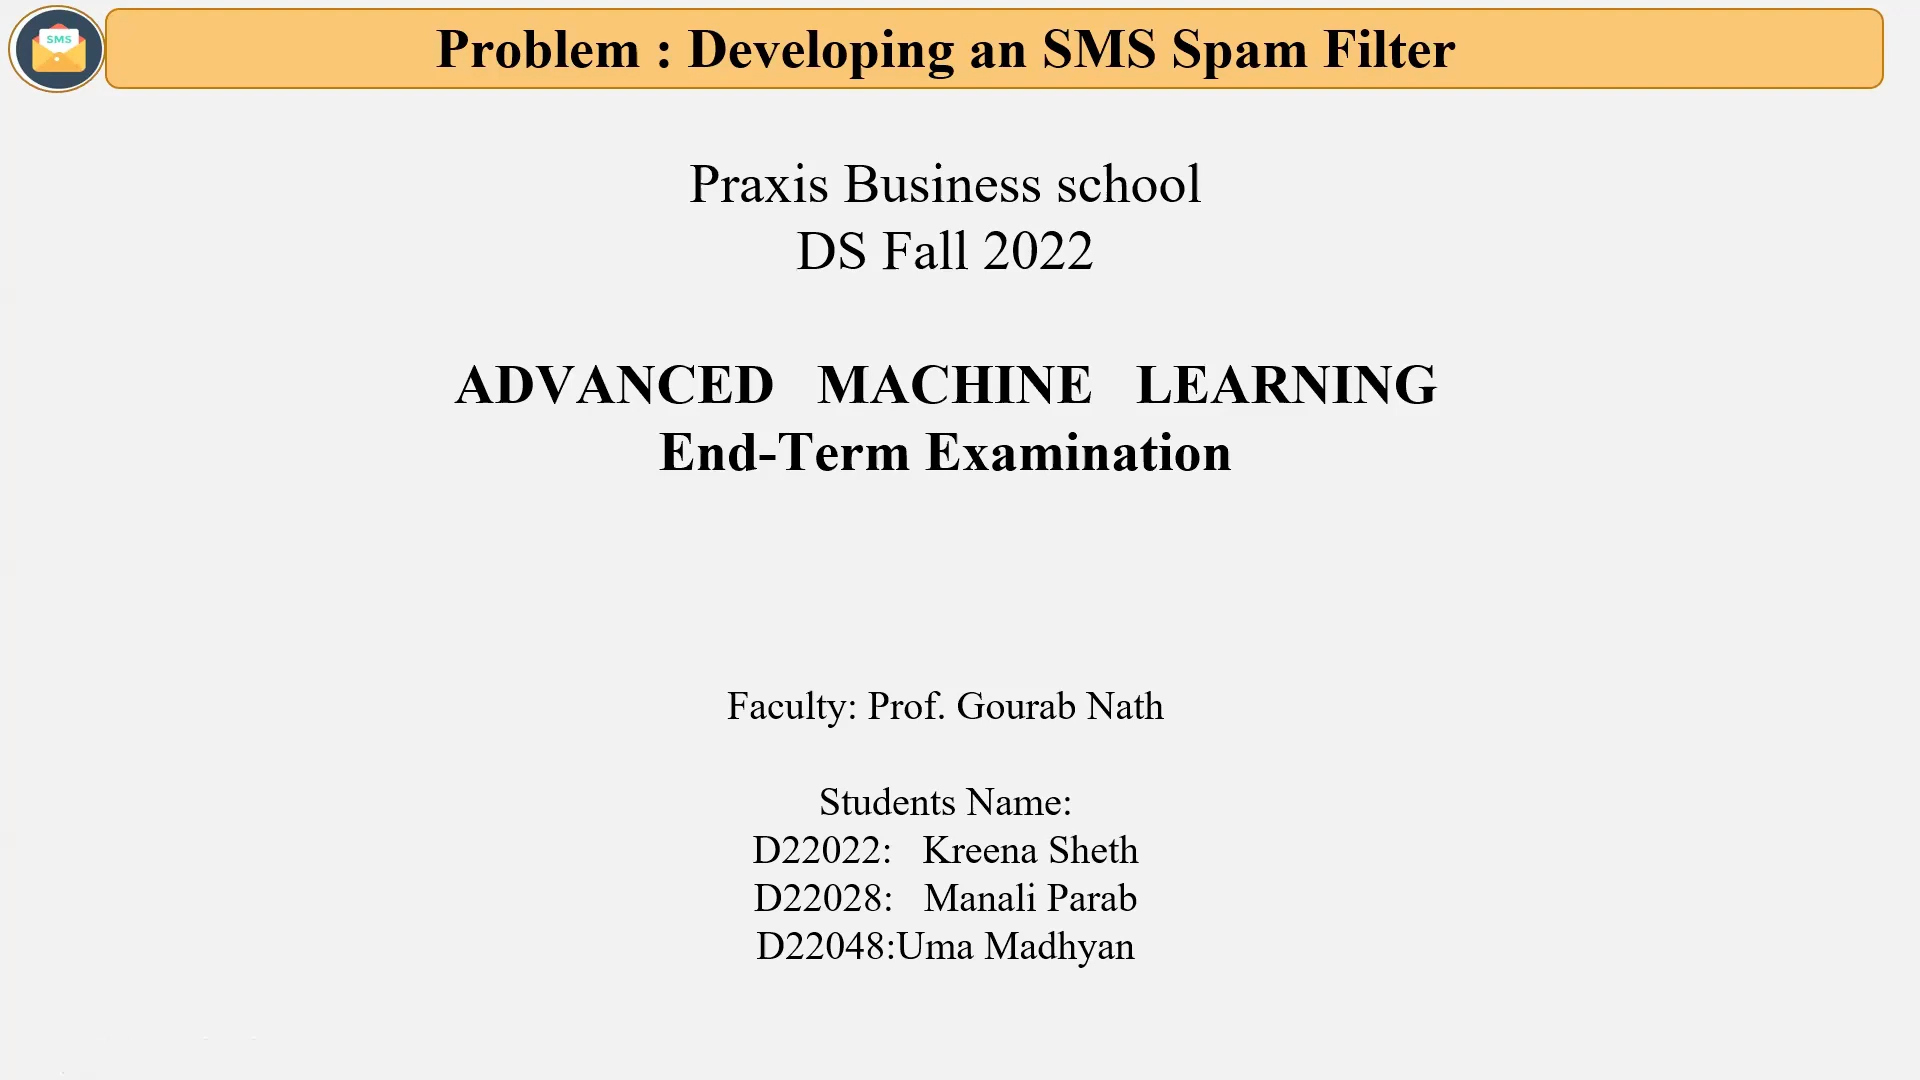 SMS
Problem : Developing an SMS Spam Filter
Praxis Business school
DS Fall 2022
ADVANCED MACHINE LEARNING
End-Term Examination
Faculty: Prof. Gourab Nath
Students Name:
D22022: Kreena Sheth
D22028: Manali Parab
D22048:Uma Madhyan